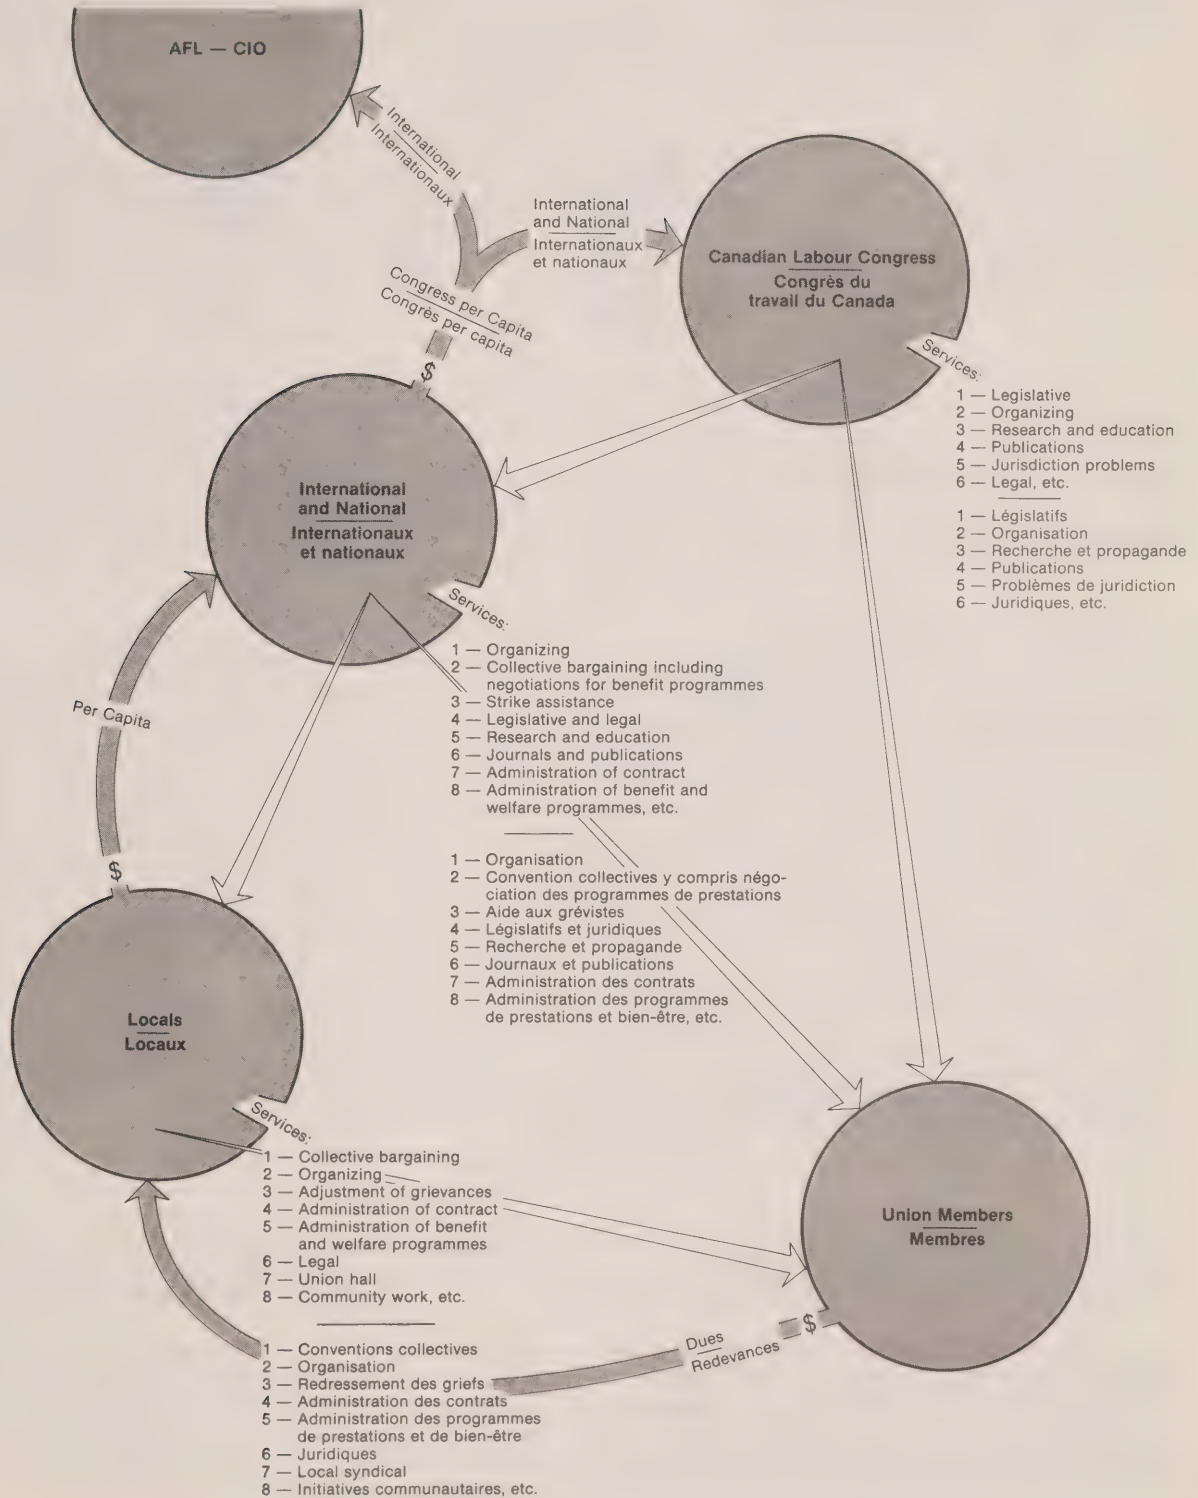 AFL — CIO
International
Internationaux
International
and National
Internationaux
et nationaux
Congress per Capita
Congrès per capita
$
Canadian Labour Congress
Congrès du
travail du Canada
Services:
1 — Legislative
2 — Organizing
3 — Research and education
4 — Publications
5 — Jurisdiction problems
6 — Legal, etc.
1 — Législatifs
2 — Organisation
3 — Recherche et propagande
4 — Publications
5 — Problèmes de juridiction
6 — Juridiques, etc.
International
and National
Internationaux
et nationaux
Services:
1 — Organizing
2 — Collective bargaining including
negotiations for benefit programmes
3 — Strike assistance
4 — Legislative and legal
5 — Research and education
6 — Journals and publications
7 — Administration of contract
8 — Administration of benefit and
welfare programmes, etc.
1 — Organisation
2 — Convention collectives y compris négo-
ciation des programmes de prestations
3 — Aide aux grévistes
4 — Législatifs et juridiques
5 — Recherche et propagande
6 — Journaux et publications
7 — Administration des contrats
8 — Administration des programmes
de prestations et bien-être, etc.
Per Capita
$
Locals
Locaux
Services:
1 — Collective bargaining
2 — Organizing
3 — Adjustment of grievances
4 — Administration of contract
5 — Administration of benefit
and welfare programmes
6 — Legal
7 — Union hall
8 — Community work, etc.
1 — Conventions collectives
2 — Organisation
3 — Redressement des griefs
4 — Administration des contrats
5 — Administration des programmes
de prestations et de bien-être
6 — Juridiques
7 — Local syndical
8 — Initiatives communautaires, etc.
Union Members
Membres
$
Dues
Redevances